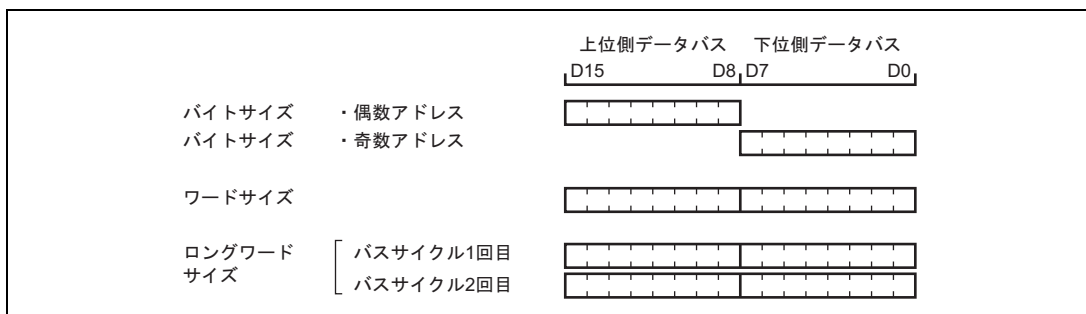 上位側データバス 下位側データバス
D15 D8 D7 D0
バイトサイズ ・偶数アドレス
バイトサイズ ・奇数アドレス
ワードサイズ
ロングワード バスサイクル1回目
サイズ バスサイクル2回目